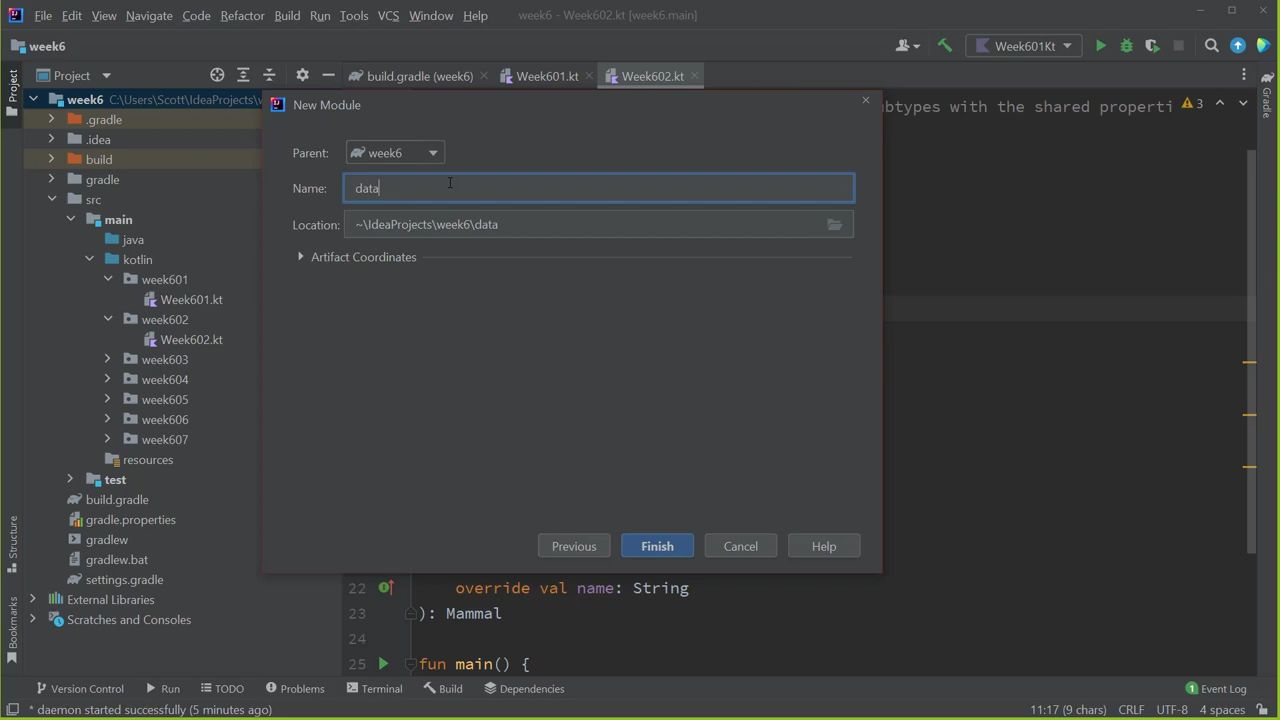 File Edit View Navigate Code Refactor Build Run Tools VCS Window Help week6 - Week602.kt [week6.main]
week6 Week601Kt
Project build.gradle (week6) Week601.kt Week602.kt
Project
week6 C:\Users\Scott\IdeaProjects\w
ubtypes with the shared properti 3
Gradle
.gradle
.idea
build
gradle
src
main
java
kotlin
week601
Week601.kt
week602
Week602.kt
week603
week604
week605
week606
week607
resources
test
build.gradle
gradle.properties
gradlew
gradlew.bat
settings.gradle
External Libraries
Scratches and Consoles
Structure
Bookmarks
New Module
Parent: week6
Name: data
Location: ~\IdeaProjects\week6\data
Artifact Coordinates
Previous Finish Cancel Help
22 override val name: String
23 ): Mammal
24
25 fun main() {
Version Control Run TODO Problems Terminal Build Dependencies 1 Event Log
* daemon started successfully (5 minutes ago) 11:17 (9 chars) CRLF UTF-8 4 spaces